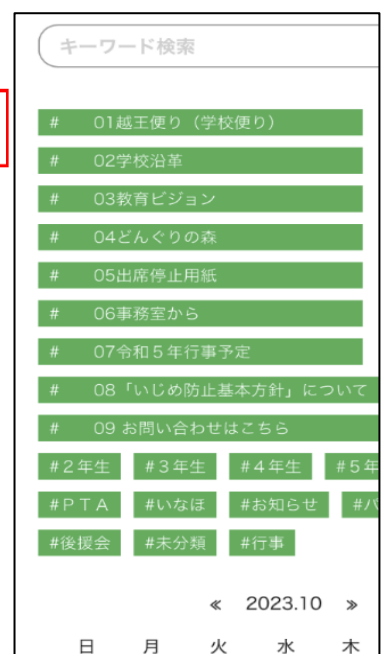 キーワード検索
# 01越王便り（学校便り）
# 02学校沿革
# 03教育ビジョン
# 04どんぐりの森
# 05出席停止用紙
# 06事務室から
# 07令和５年行事予定
# 08「いじめ防止基本方針」について
# 09 お問い合わせはこちら
#２年生 #３年生 #４年生 #５年
#ＰＴＡ #いなほ #お知らせ
#後援会 #未分類 #行事
≪ 2023.10 ≫
日 月 火 水 木